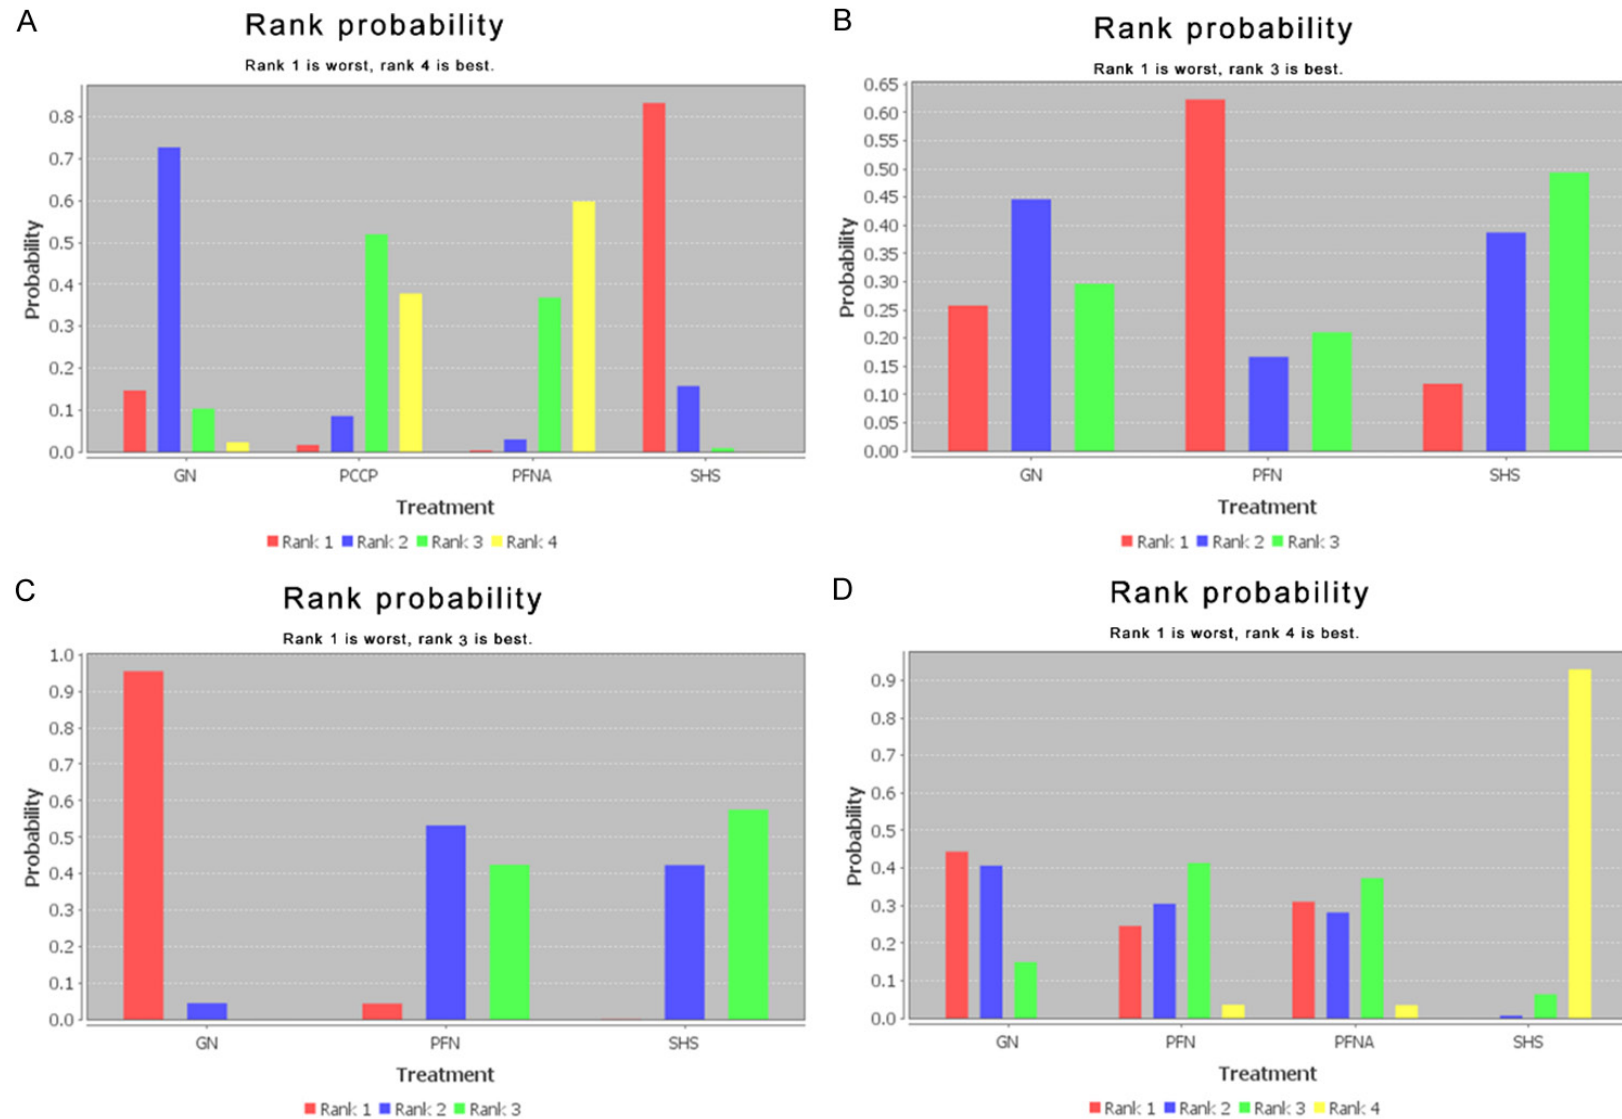 A
Rank probability
Rank 1 is worst, rank 4 is best.
Probability
0.8
0.7
0.6
0.5
0.4
0.3
0.2
0.1
0.0
GN PCCP PFNA SHS
Treatment
Rank 1 Rank 2 Rank 3 Rank 4
B
Rank probability
Rank 1 is worst, rank 3 is best.
Probability
0.65
0.60
0.55
0.50
0.45
0.40
0.35
0.30
0.25
0.20
0.15
0.10
0.05
0.00
GN PFN SHS
Treatment
Rank 1 Rank 2 Rank 3
C
Rank probability
Rank 1 is worst, rank 3 is best.
Probability
1.0
0.9
0.8
0.7
0.6
0.5
0.4
0.3
0.2
0.1
0.0
GN PFN SHS
Treatment
Rank 1 Rank 2 Rank 3
D
Rank probability
Rank 1 is worst, rank 4 is best.
Probability
0.9
0.8
0.7
0.6
0.5
0.4
0.3
0.2
0.1
0.0
GN PFN PFNA SHS
Treatment
Rank 1 Rank 2 Rank 3 Rank 4